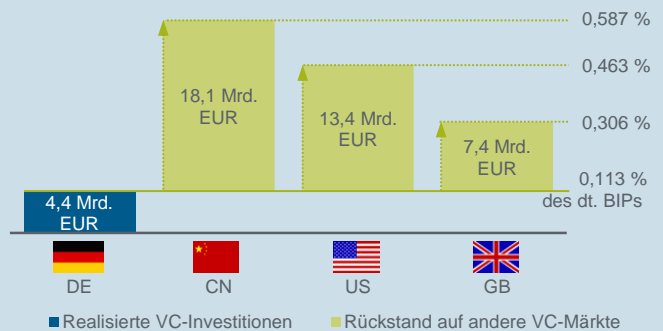 0,587 %
0,463 %
18,1 Mrd.
EUR
13,4 Mrd.
EUR
0,306 %
7,4 Mrd.
EUR
0,113 %
des dt. BIPs
4,4 Mrd.
EUR
DE
CN
US
GB
Realisierte VC-Investitionen
Rückstand auf andere VC-Märkte